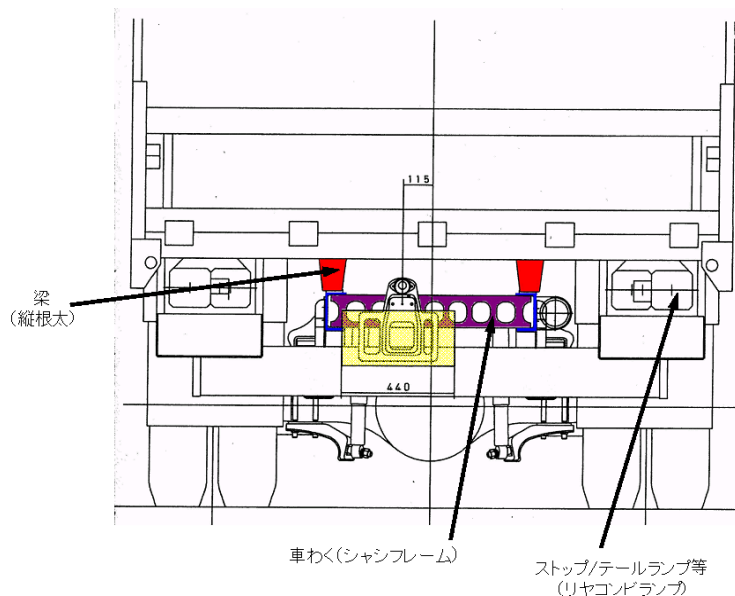 115
梁
(縦根太)
440
車わく(シャシフレーム)
ストップ/テールランプ等
(リヤコンビランプ)